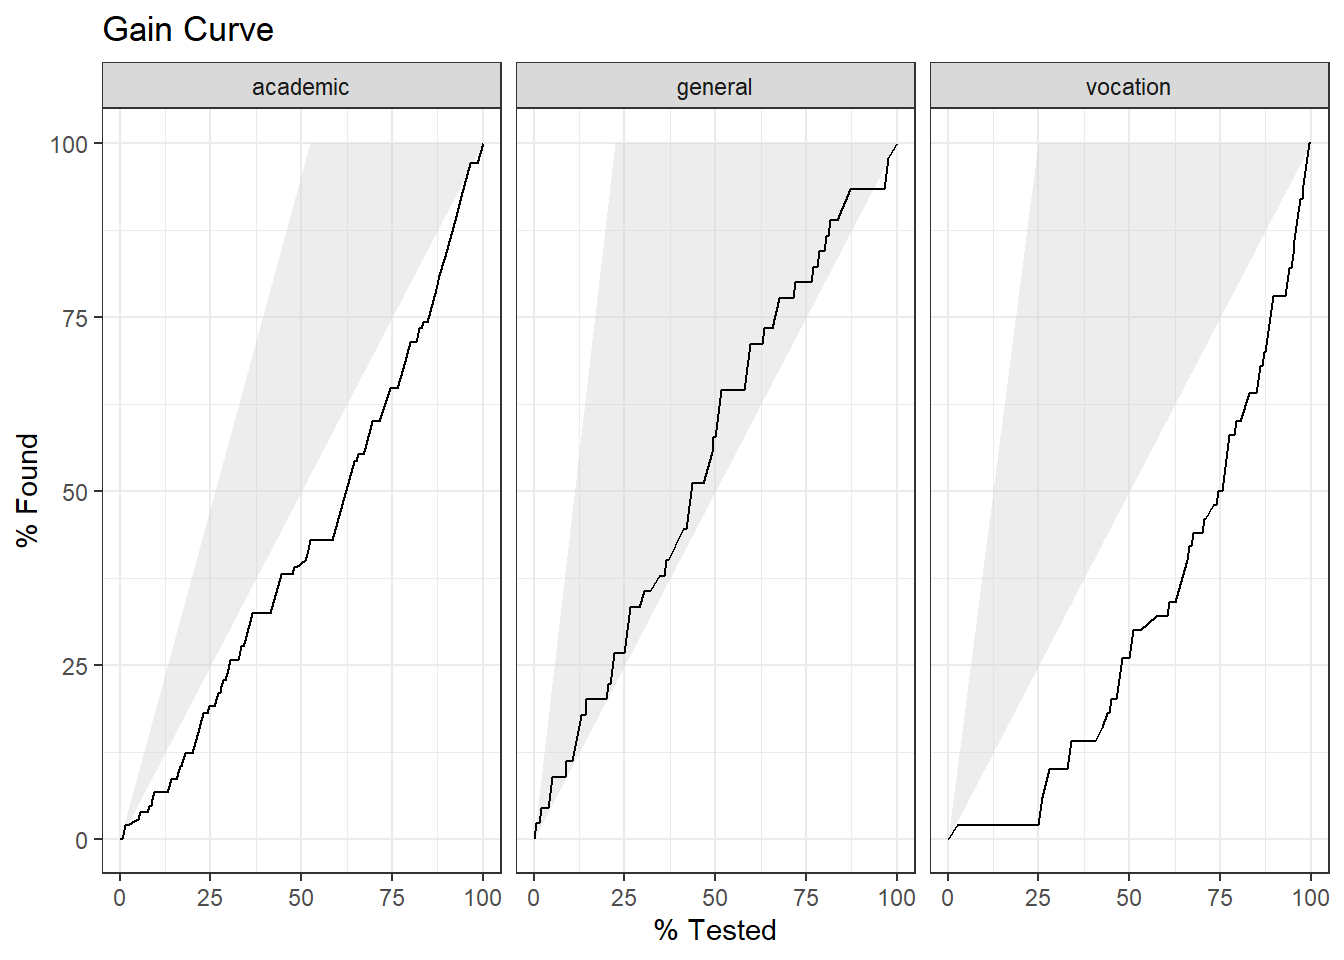 Gain Curve
academic general vocation
100
75
50
25
0
% Found
0 25 50 75 100 0 25 50 75 100 0 25 50 75 100
% Tested